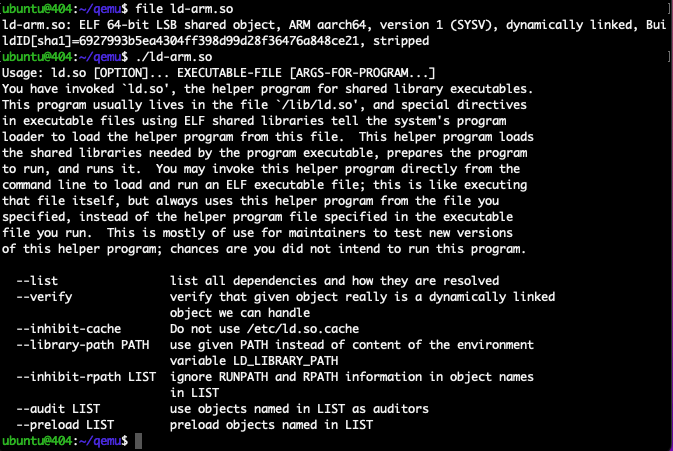 ubuntu@404:~/qemu$ file ld-arm.so
ld-arm.so: ELF 64-bit LSB shared object, ARM aarch64, version 1 (SYSV), dynamically linked, Bui
ldID[sha1]=6927993b5ea4304ff398d99d28f36476a848ce21, stripped
ubuntu@404:~/qemu$ ./ld-arm.so
Usage: ld.so [OPTION]... EXECUTABLE-FILE [ARGS-FOR-PROGRAM...]
You have invoked `ld.so', the helper program for shared library executables.
This program usually lives in the file `/lib/ld.so', and special directives
in executable files using ELF shared libraries tell the system's program
loader to load the helper program from this file.  This helper program loads
the shared libraries needed by the program executable, prepares the program
to run, and runs it.  You may invoke this helper program directly from the
command line to load and run an ELF executable file; this is like executing
that file itself, but always uses this helper program from the file you
specified, instead of the helper program file specified in the executable
file you run.  This is mostly of use for maintainers to test new versions
of this helper program; chances are you did not intend to run this program.

  --list                list all dependencies and how they are resolved
  --verify              verify that given object really is a dynamically linked
                        object we can handle
  --inhibit-cache       Do not use /etc/ld.so.cache
  --library-path PATH   use given PATH instead of content of the environment
                        variable LD_LIBRARY_PATH
  --inhibit-rpath LIST  ignore RUNPATH and RPATH information in object names
                        in LIST
  --audit LIST          use objects named in LIST as auditors
  --preload LIST        preload objects named in LIST
ubuntu@404:~/qemu$